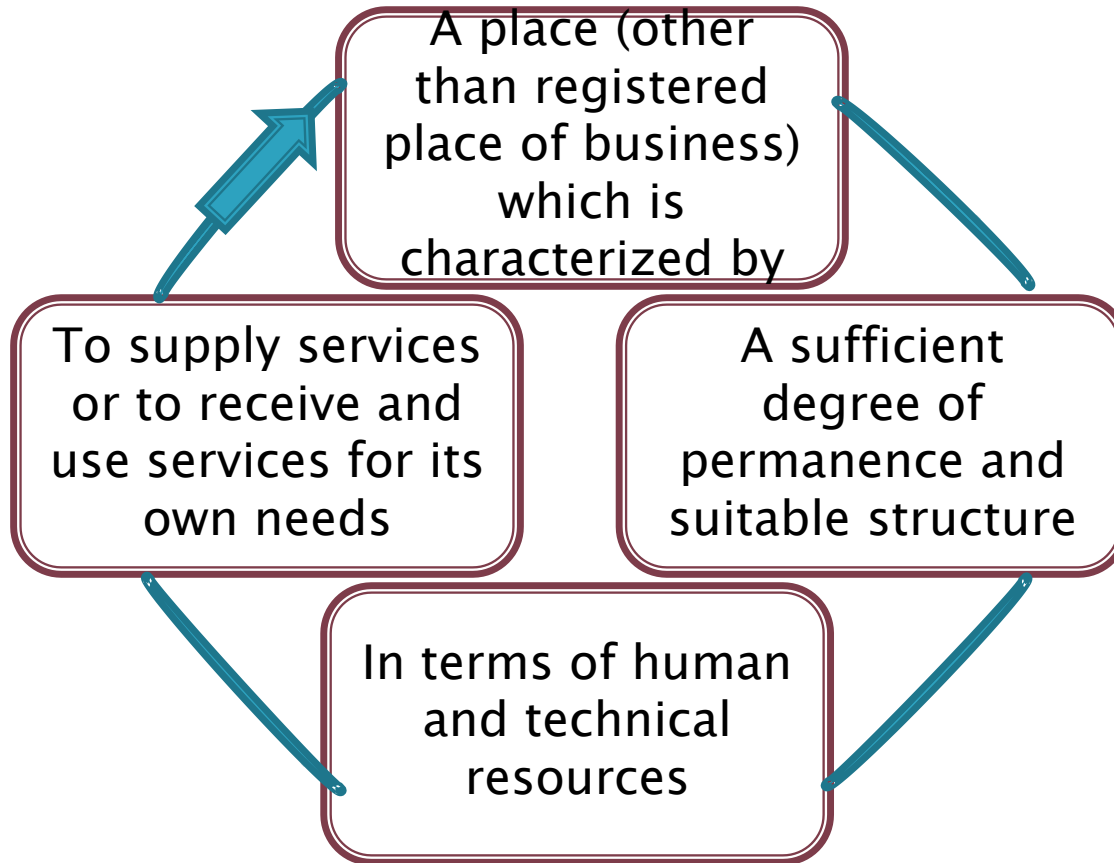 A place (other
than registered
place of business)
which is
characterized by
A sufficient
degree of
permanence and
suitable structure
In terms of human
and technical
resources
To supply services
or to receive and
use services for its
own needs